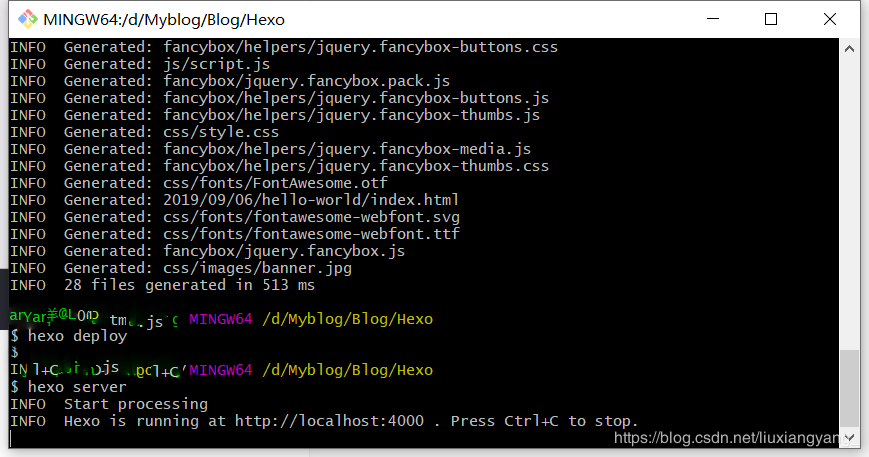 MINGW64:/d/Myblog/Blog/Hexo
INFO  Generated: fancybox/helpers/jquery.fancybox-buttons.css
INFO  Generated: js/script.js
INFO  Generated: fancybox/jquery.fancybox.pack.js
INFO  Generated: fancybox/helpers/jquery.fancybox-buttons.js
INFO  Generated: fancybox/helpers/jquery.fancybox-thumbs.js
INFO  Generated: css/style.css
INFO  Generated: fancybox/helpers/jquery.fancybox-media.js
INFO  Generated: fancybox/helpers/jquery.fancybox-thumbs.css
INFO  Generated: css/fonts/FontAwesome.otf
INFO  Generated: 2019/09/06/hello-world/index.html
INFO  Generated: css/fonts/fontawesome-webfont.svg
INFO  Generated: css/fonts/fontawesome-webfont.ttf
INFO  Generated: fancybox/jquery.fancybox.js
INFO  Generated: css/images/banner.jpg
INFO  28 files generated in 513 ms
MINGW64 /d/Myblog/Blog/Hexo
$ hexo deploy
$
MINGW64 /d/Myblog/Blog/Hexo
$ hexo server
INFO  Start processing
INFO  Hexo is running at http://localhost:4000 . Press Ctrl+C to stop.
https://blog.csdn.net/liuxiangyang_